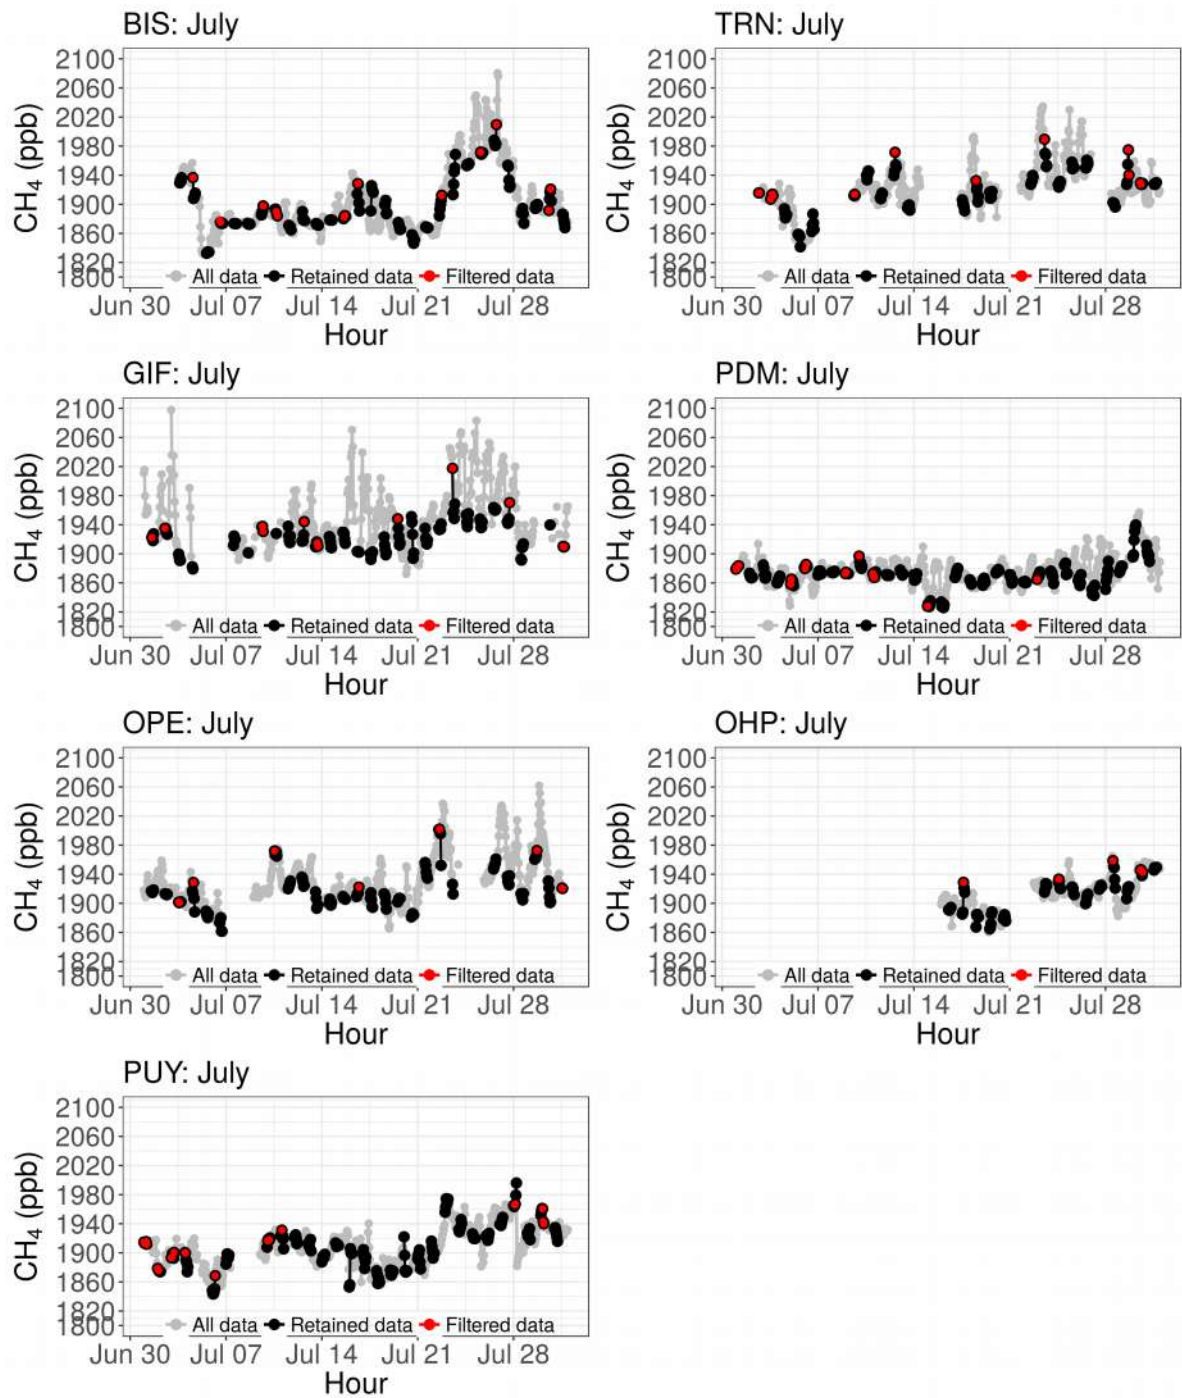 BIS: July
CH4 (ppb)
2100
2060
2020
1980
1940
1900
1860
1820
1800
All data Retained data Filtered data
Jun 30 Jul 07 Jul 14 Jul 21 Jul 28
Hour
TRN: July
CH4 (ppb)
2100
2060
2020
1980
1940
1900
1860
1820
1800
All data Retained data Filtered data
Jun 30 Jul 07 Jul 14 Jul 21 Jul 28
Hour
GIF: July
CH4 (ppb)
2100
2060
2020
1980
1940
1900
1860
1820
1800
All data Retained data Filtered data
Jun 30 Jul 07 Jul 14 Jul 21 Jul 28
Hour
PDM: July
CH4 (ppb)
2100
2060
2020
1980
1940
1900
1860
1820
1800
All data Retained data Filtered data
Jun 30 Jul 07 Jul 14 Jul 21 Jul 28
Hour
OPE: July
CH4 (ppb)
2100
2060
2020
1980
1940
1900
1860
1820
1800
All data Retained data Filtered data
Jun 30 Jul 07 Jul 14 Jul 21 Jul 28
Hour
OHP: July
CH4 (ppb)
2100
2060
2020
1980
1940
1900
1860
1820
1800
All data Retained data Filtered data
Jun 30 Jul 07 Jul 14 Jul 21 Jul 28
Hour
PUY: July
CH4 (ppb)
2100
2060
2020
1980
1940
1900
1860
1820
1800
All data Retained data Filtered data
Jun 30 Jul 07 Jul 14 Jul 21 Jul 28
Hour